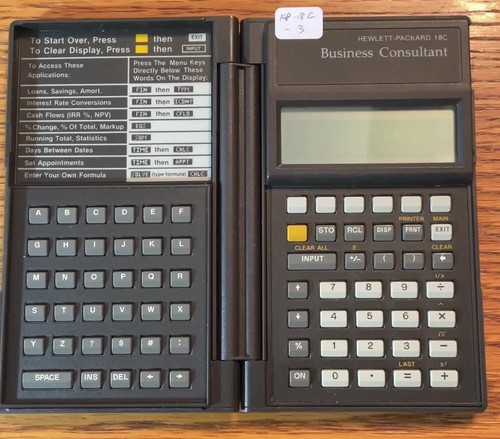 To Start Over, Press then EXIT
To Clear Display, Press then INPUT
To Access These Applications:
Press The Menu Keys Directly Below These Words On The Display:
Loans, Savings, Amort. FIN then TVM
Interest Rate Conversions FIN then ICONV
Cash Flows (IRR %, NPV) FIN then CFLO
%Change, % Of Total, Markup BUS
Running Total, Statistics SUM
Days Between Dates TIME then CALC
Set Appointments TIME then APPT
Enter Your Own Formula SOLVE (type formula) CALC
A B C D E F
G H I J K L
M N O P Q R
S T U V W X
Y Z ? @ # :
SPACE INS DEL ← →
HP-18C
-3
HEWLETT-PACKARD 18C
Business Consultant
PRINTER MAIN
STO RCL DISP PRNT EXIT
CLEAR ALL E CLEAR
INPUT +/− ( ) ←
1/X
↑ 7 8 9 ÷
↓ 4 5 6 ×
√x
% 1 2 3 −
LAST x²
ON 0 . = +